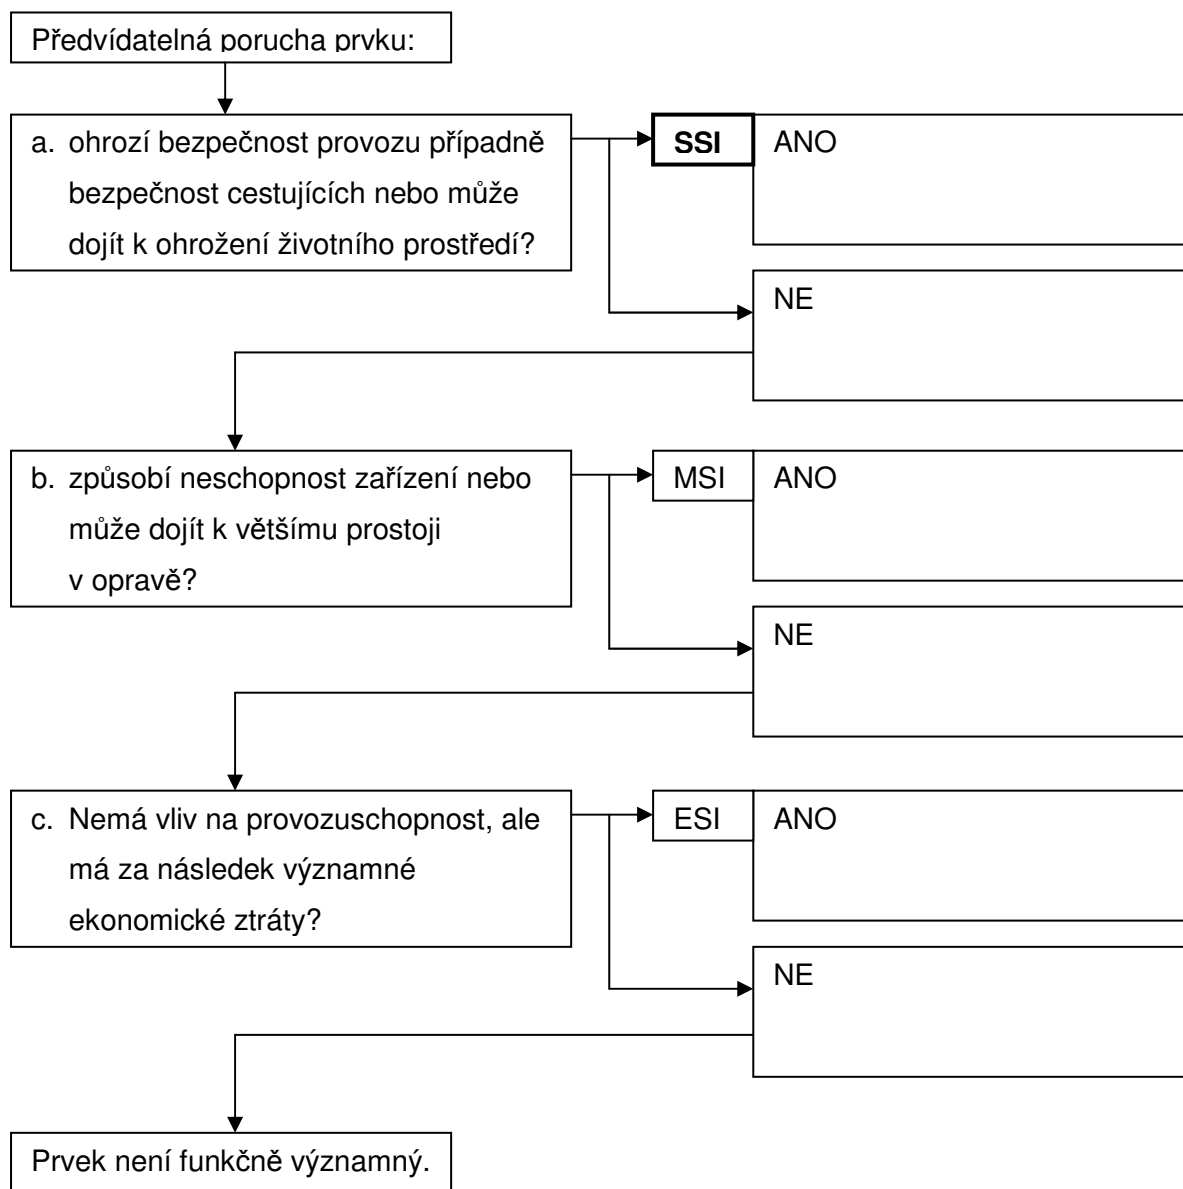 Předvídatelná porucha prvku:
a. ohrozí bezpečnost provozu případně
bezpečnost cestujících nebo může
dojít k ohrožení životního prostředí?
SSI
ANO
NE
b. způsobí neschopnost zařízení nebo
může dojít k většímu prostoji
v opravě?
MSI
ANO
NE
c. Nemá vliv na provozuschopnost, ale
má za následek významné
ekonomické ztráty?
ESI
ANO
NE
Prvek není funkčně významný.